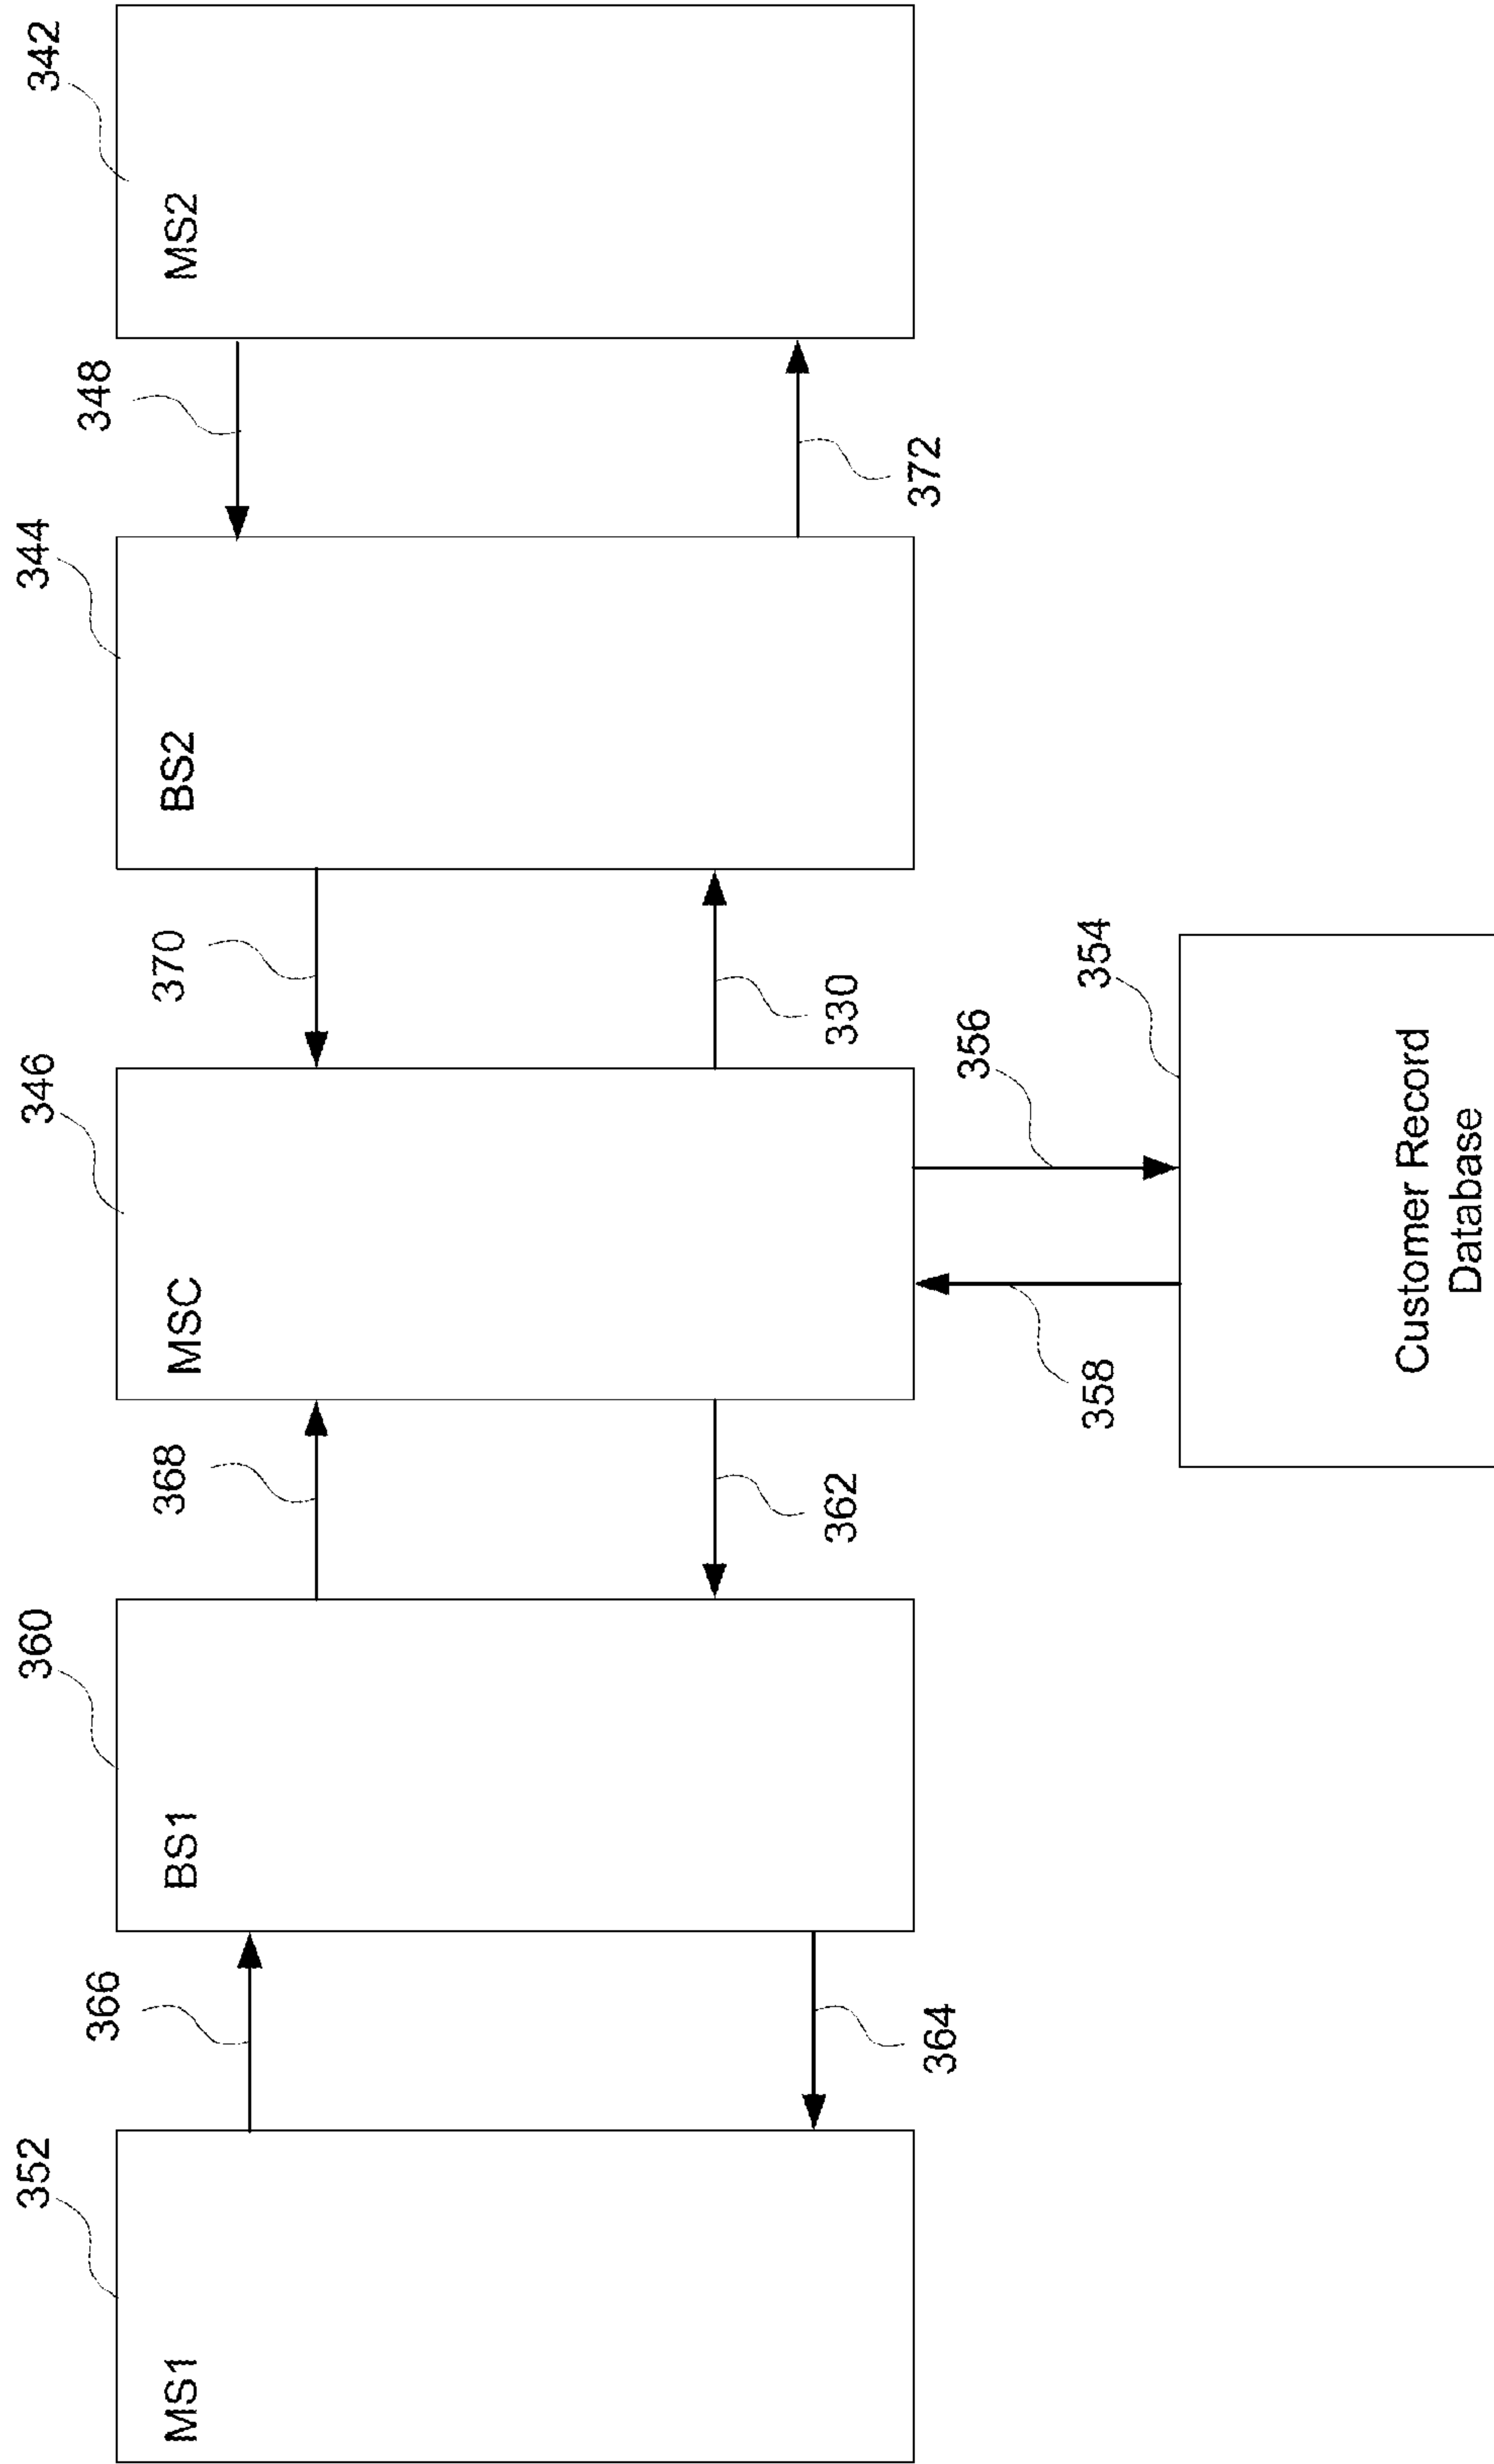 352
360
346
344
342
366
368
370
348
MS1
BS1
MSC
BS2
MS2
364
362
330
372
358
356
354
Customer Record
Database